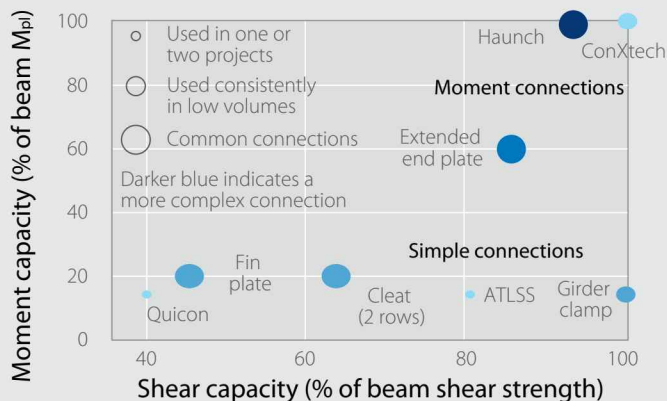 Moment capacity (% of beam Mpl)
100
80
60
40
20
0
Used in one or
two projects
Used consistently
in low volumes
Common connections
Darker blue indicates a
more complex connection
Haunch
ConXtech
Moment connections
Extended
end plate
Simple connections
Fin
plate
Quicon
Cleat
(2 rows)
ATLSS
Girder
clamp
40
60
80
100
Shear capacity (% of beam shear strength)